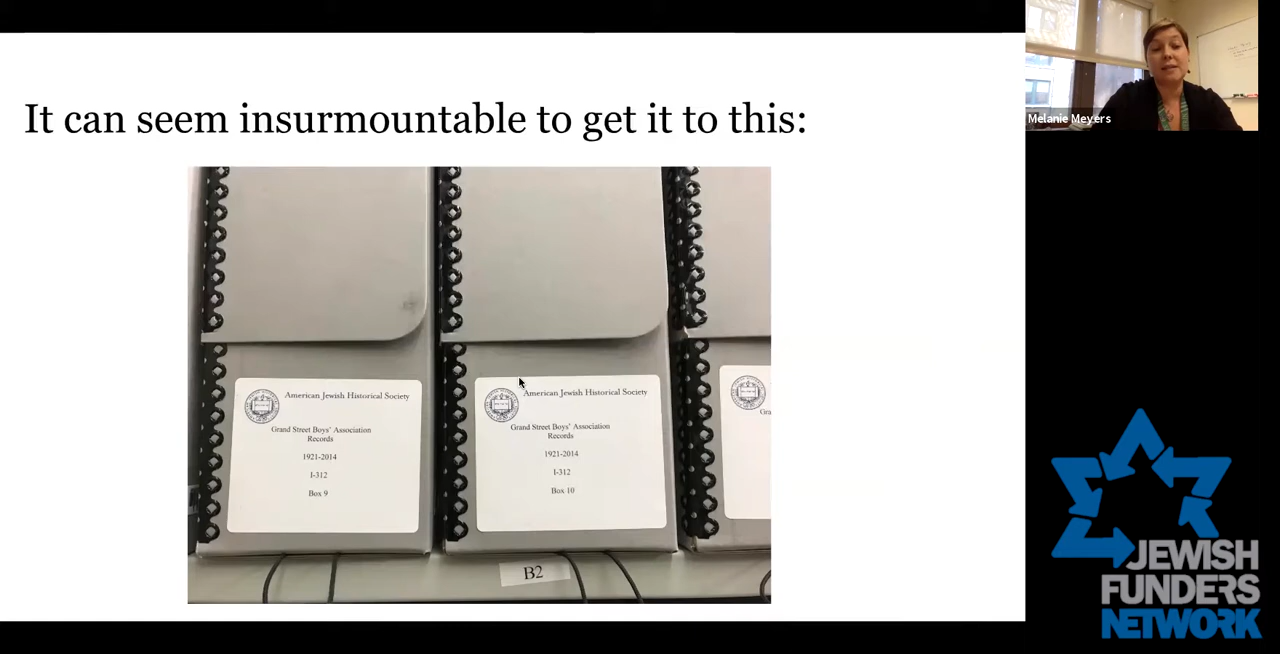 It can seem insurmountable to get it to this:
American Jewish Historical Society
Grand Street Boys' Association
Records
1921-2014
I-312
Box 9
American Jewish Historical Society
Grand Street Boys' Association
Records
1921-2014
I-312
Box 10
Gra
B2
Melanie Meyers
JEWISH
FUNDERS
NETWORK